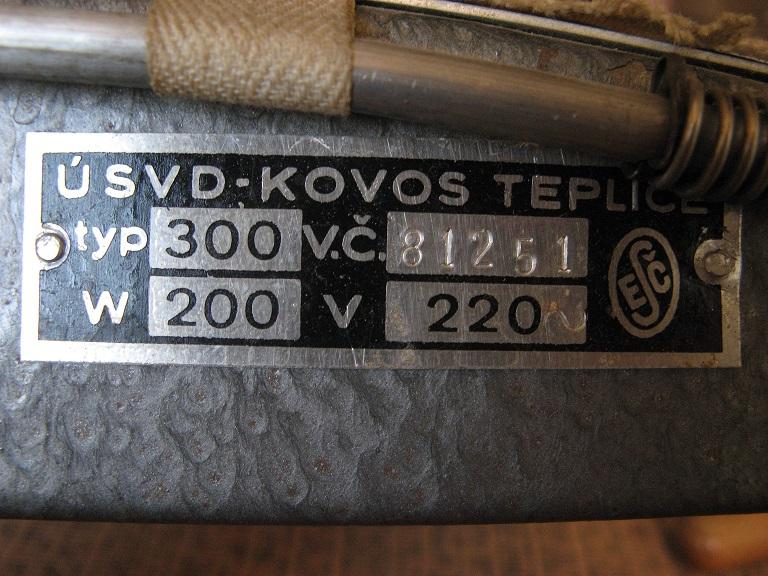 ÚSVD-KOVOS TEPLICE
typ 300 V.Č. 81251
W 200 V 220~
ESČ